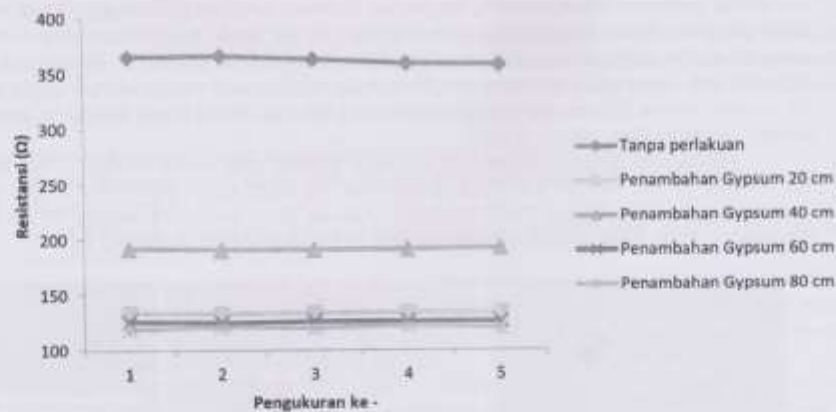 400
350
300
250
200
150
100
Resistansi (Ω)
1 2 3 4 5
Pengukuran ke -
Tanpa perlakuan
Penambahan Gypsum 20 cm
Penambahan Gypsum 40 cm
Penambahan Gypsum 60 cm
Penambahan Gypsum 80 cm